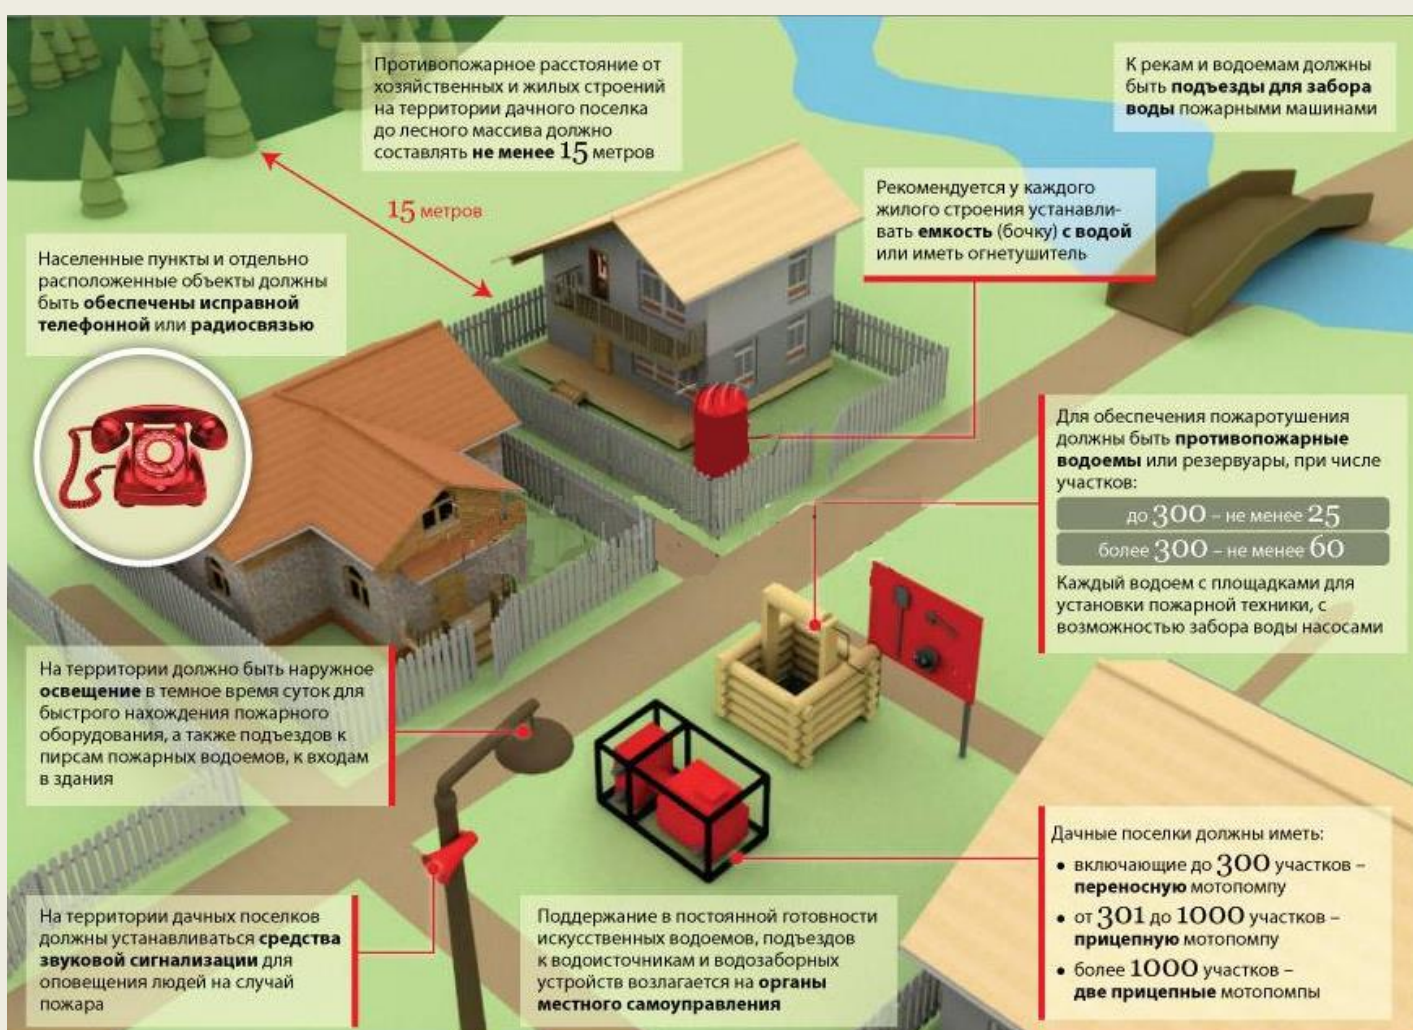 Противопожарное расстояние от
хозяйственных и жилых строений
на территории дачного поселка
до лесного массива должно
составлять не менее 15 метров
К рекам и водоемам должны
быть подъезды для забора
воды пожарными машинами
15 метров
Рекомендуется у каждого
жилого строения устанавли-
вать емкость (бочку) с водой
или иметь огнетушитель
Населенные пункты и отдельно
расположенные объекты должны
быть обеспечены исправной
телефонной или радиосвязью
Для обеспечения пожаротушения
должны быть противопожарные
водоемы или резервуары, при числе
участков:
до 300 – не менее 25
более 300 – не менее 60
Каждый водоем с площадками для
установки пожарной техники, с
возможностью забора воды насосами
На территории должно быть наружное
освещение в темное время суток для
быстрого нахождения пожарного
оборудования, а также подъездов к
пирсам пожарных водоемов, к входам
в здания
На территории дачных поселков
должны устанавливаться средства
звуковой сигнализации для
оповещения людей на случай
пожара
Поддержание в постоянной готовности
искусственных водоемов, подъездов
к водоисточникам и водозаборных
устройств возлагается на органы
местного самоуправления
Дачные поселки должны иметь:
• включающие до 300 участков –
переносную мотопомпу
• от 301 до 1000 участков –
прицепную мотопомпу
• более 1000 участков –
две прицепные мотопомпы